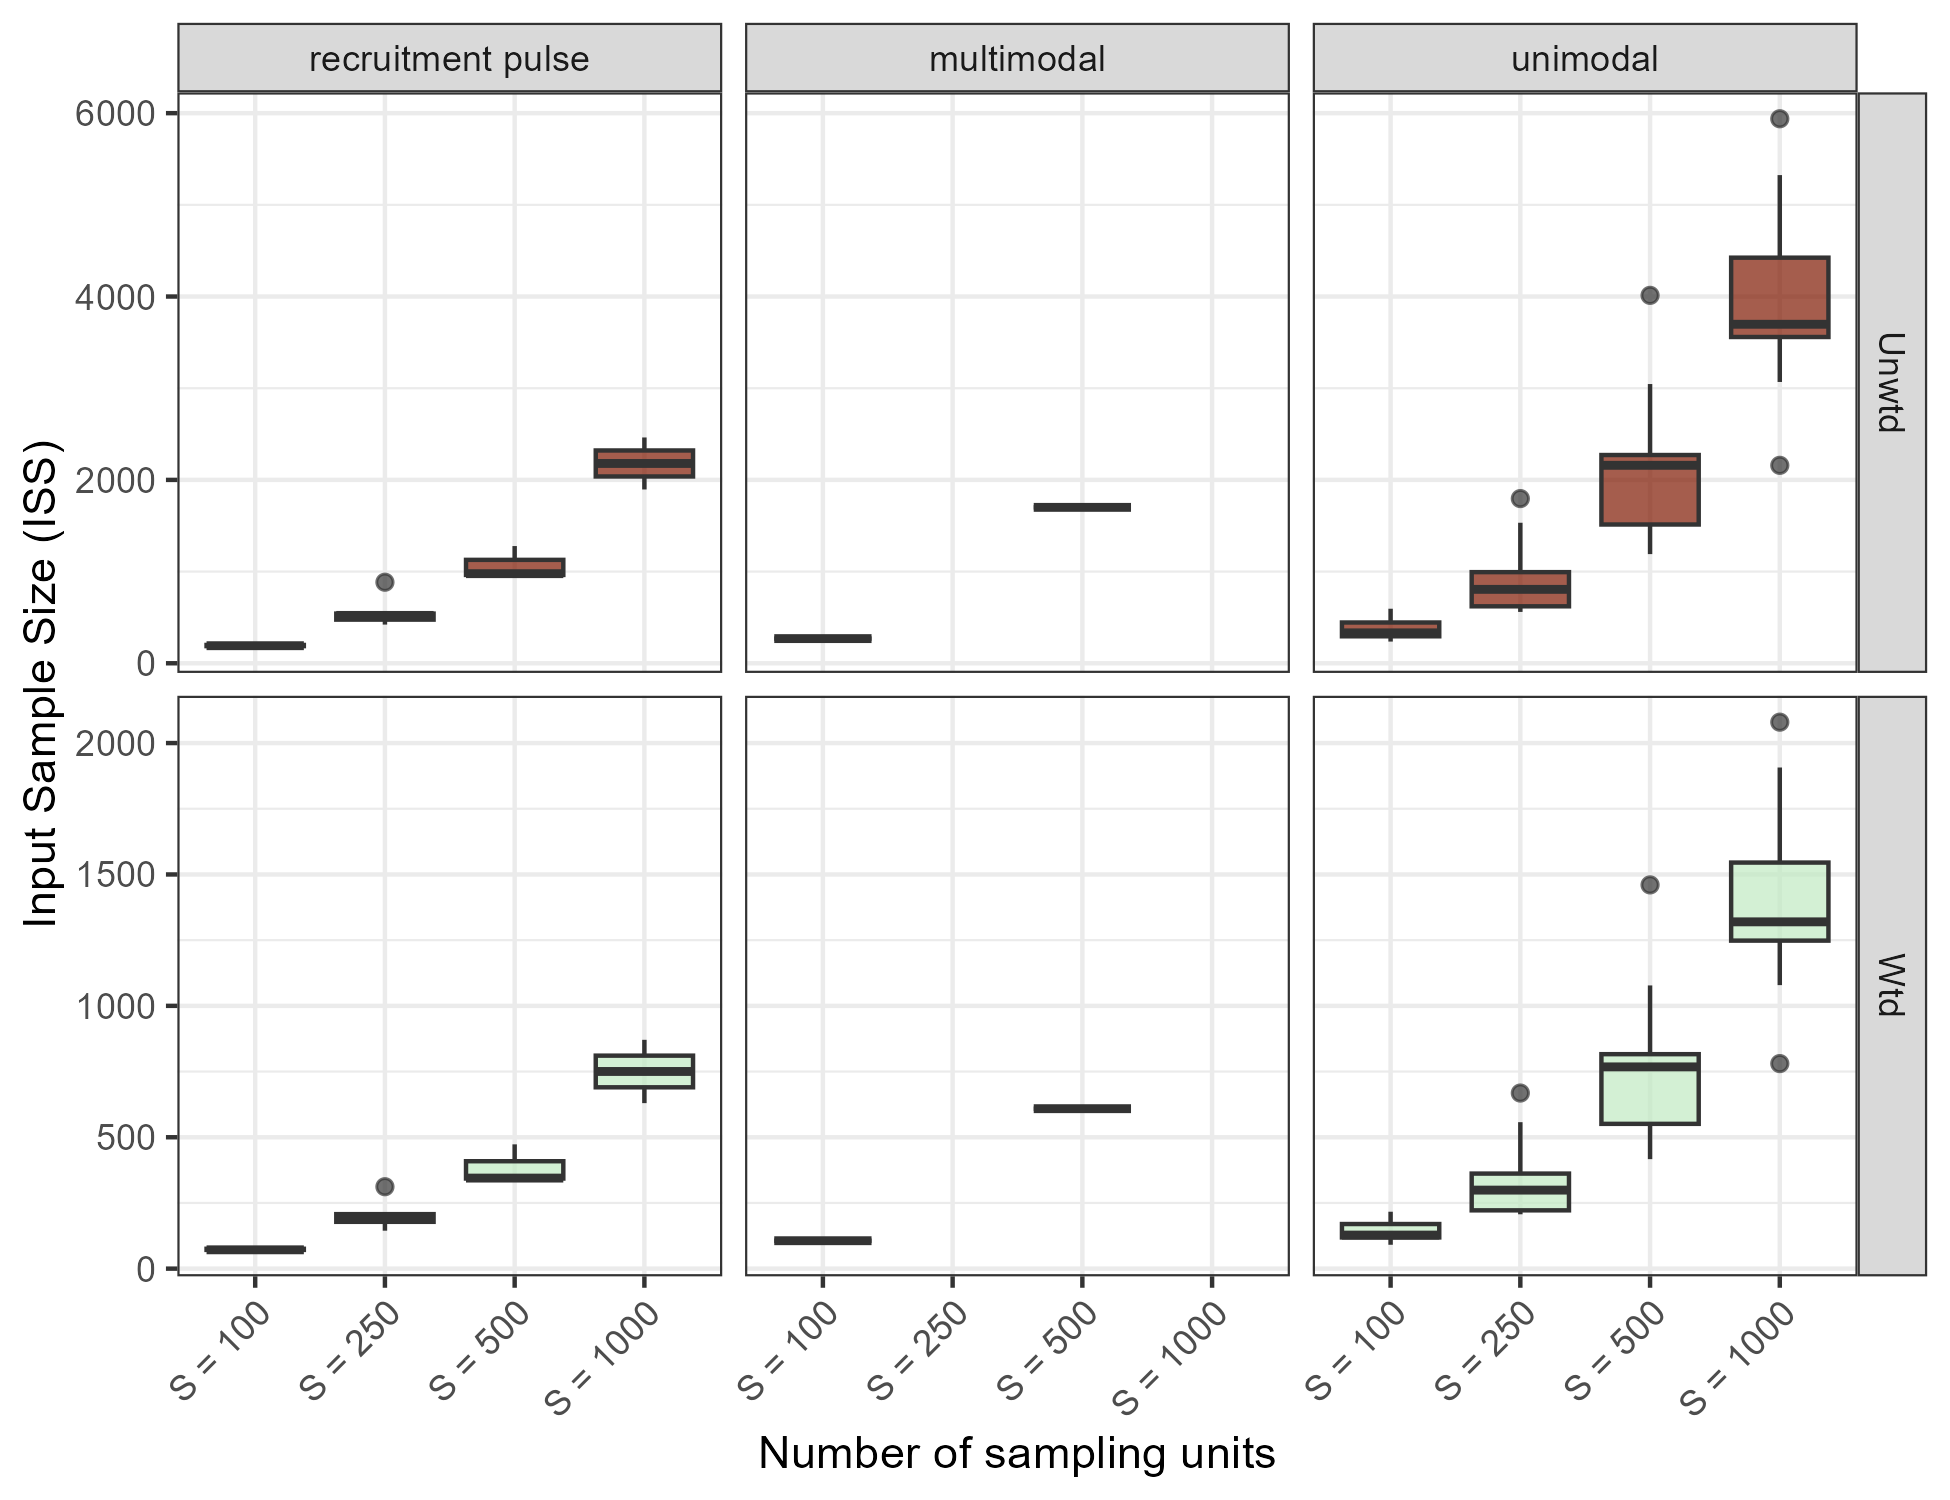 recruitment pulse
multimodal
unimodal
6000
4000
2000
0
Unwtd
2000
1500
1000
500
0
Wtd
Input Sample Size (ISS)
S = 100
S = 250
S = 500
S = 1000
S = 100
S = 250
S = 500
S = 1000
S = 100
S = 250
S = 500
S = 1000
Number of sampling units